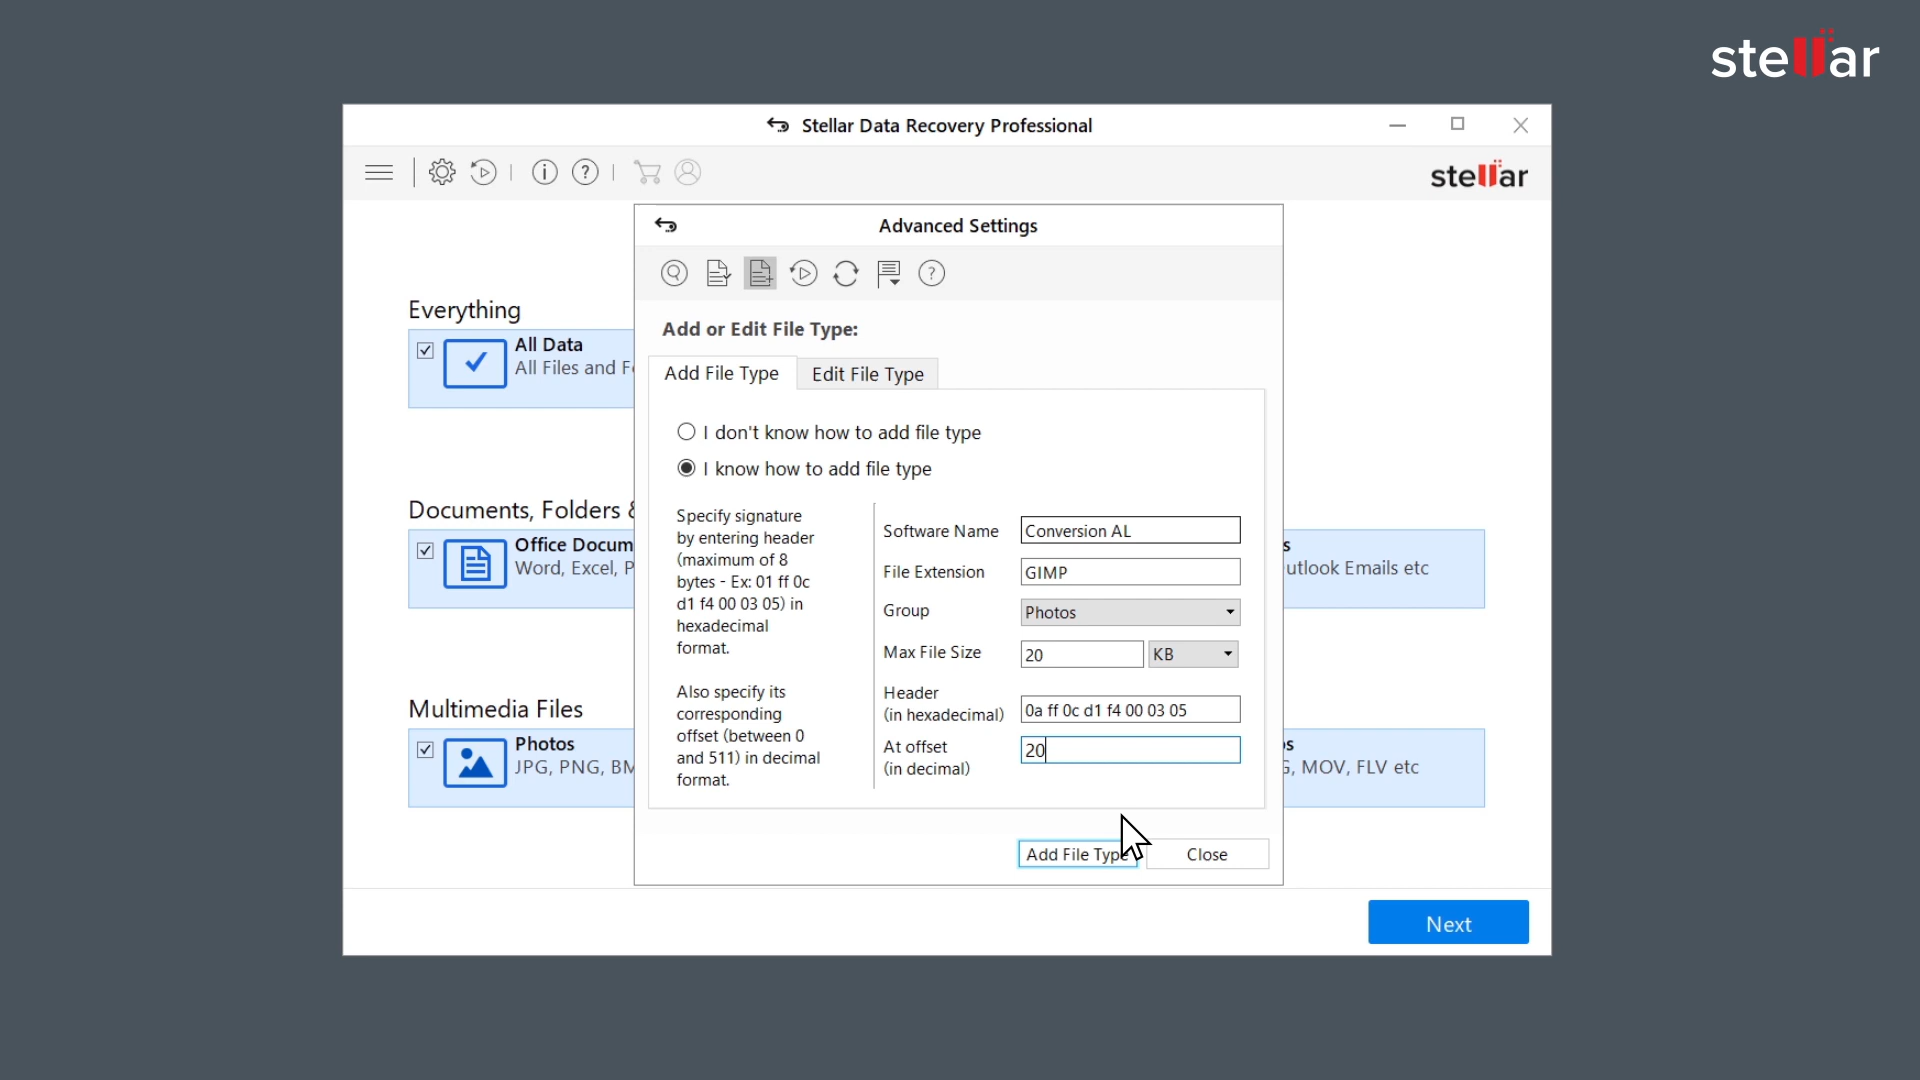 stellar
Stellar Data Recovery Professional
stellar
Advanced Settings
Everything
All Data
All Files and Fo
Add or Edit File Type:
Add File Type
Edit File Type
I don't know how to add file type
I know how to add file type
Documents, Folders &
Office Docum
Word, Excel, P
s
utlook Emails etc
Specify signature
by entering header
(maximum of 8
bytes - Ex: 01 ff 0c
d1 f4 00 03 05) in
hexadecimal
format.
Also specify its
corresponding
offset (between 0
and 511) in decimal
format.
Software Name
Conversion AL
File Extension
GIMP
Group
Photos
Max File Size
20
KB
Header
(in hexadecimal)
0a ff 0c d1 f4 00 03 05
At offset
(in decimal)
20
Multimedia Files
Photos
JPG, PNG, BM
s
, MOV, FLV etc
Add File Type
Close
Next